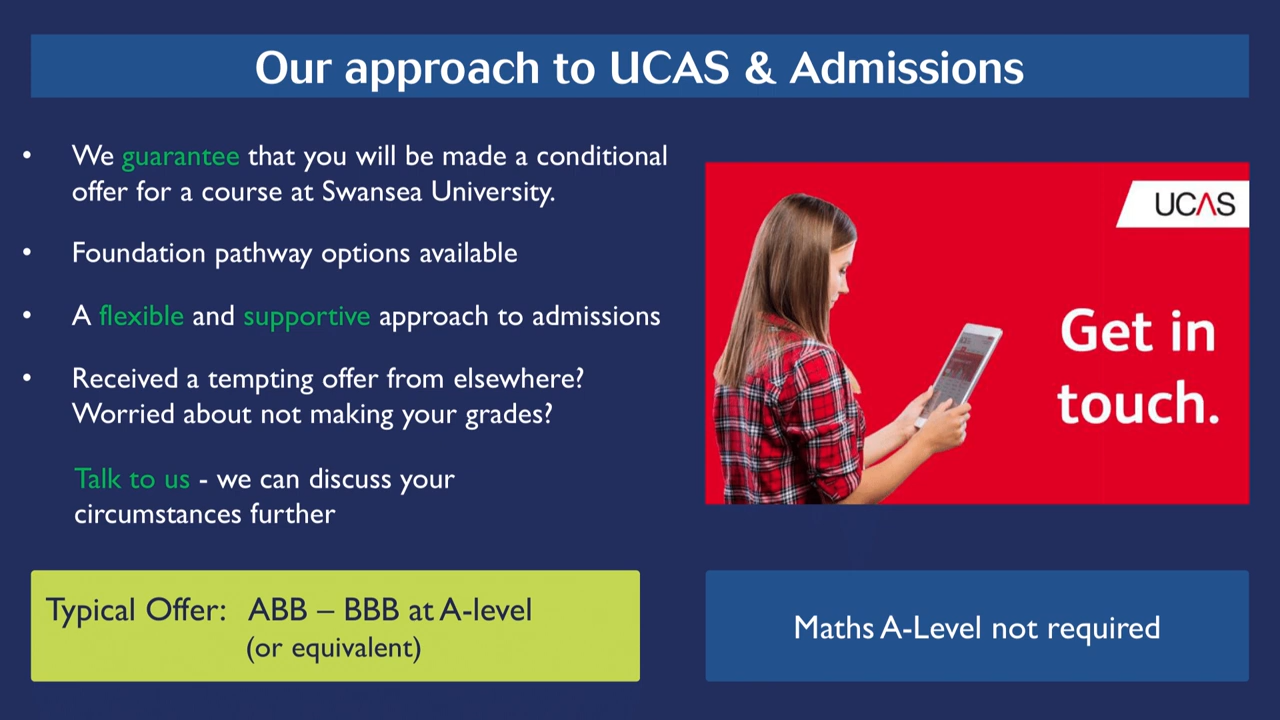 Our approach to UCAS & Admissions
• We guarantee that you will be made a conditional
offer for a course at Swansea University.
• Foundation pathway options available
• A flexible and supportive approach to admissions
• Received a tempting offer from elsewhere?
Worried about not making your grades?
Talk to us - we can discuss your
circumstances further
UCAS
Get in
touch.
Typical Offer: ABB – BBB at A-level
(or equivalent)
Maths A-Level not required